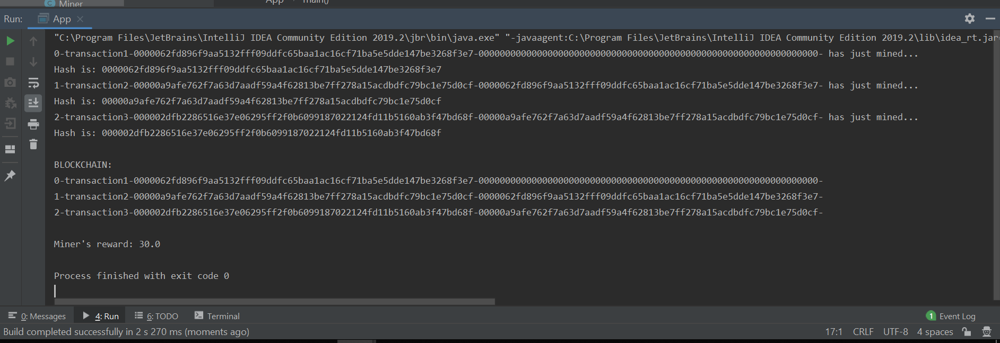 Miner
App main()
Run: App
"C:\Program Files\JetBrains\IntelliJ IDEA Community Edition 2019.2\jbr\bin\java.exe" "-javaagent:C:\Program Files\JetBrains\IntelliJ IDEA Community Edition 2019.2\lib\idea_rt.jar=
0-transaction1-0000062fd896f9aa5132fff09ddfc65baa1ac16cf71ba5e5dde147be3268f3e7-0000000000000000000000000000000000000000000000000000000000000000- has just mined...
Hash is: 0000062fd896f9aa5132fff09ddfc65baa1ac16cf71ba5e5dde147be3268f3e7
1-transaction2-00000a9afe762f7a63d7aadf59a4f62813be7ff278a15acdbdfc79bc1e75d0cf-0000062fd896f9aa5132fff09ddfc65baa1ac16cf71ba5e5dde147be3268f3e7- has just mined...
Hash is: 00000a9afe762f7a63d7aadf59a4f62813be7ff278a15acdbdfc79bc1e75d0cf
2-transaction3-000002dfb2286516e37e06295ff2f0b6099187022124fd11b5160ab3f47bd68f-00000a9afe762f7a63d7aadf59a4f62813be7ff278a15acdbdfc79bc1e75d0cf- has just mined...
Hash is: 000002dfb2286516e37e06295ff2f0b6099187022124fd11b5160ab3f47bd68f
BLOCKCHAIN:
0-transaction1-0000062fd896f9aa5132fff09ddfc65baa1ac16cf71ba5e5dde147be3268f3e7-0000000000000000000000000000000000000000000000000000000000000000-
1-transaction2-00000a9afe762f7a63d7aadf59a4f62813be7ff278a15acdbdfc79bc1e75d0cf-0000062fd896f9aa5132fff09ddfc65baa1ac16cf71ba5e5dde147be3268f3e7-
2-transaction3-000002dfb2286516e37e06295ff2f0b6099187022124fd11b5160ab3f47bd68f-00000a9afe762f7a63d7aadf59a4f62813be7ff278a15acdbdfc79bc1e75d0cf-
Miner's reward: 30.0
Process finished with exit code 0
0: Messages 4: Run 6: TODO Terminal 1 Event Log
Build completed successfully in 2 s 270 ms (moments ago) 17:1 CRLF UTF-8 4 spaces